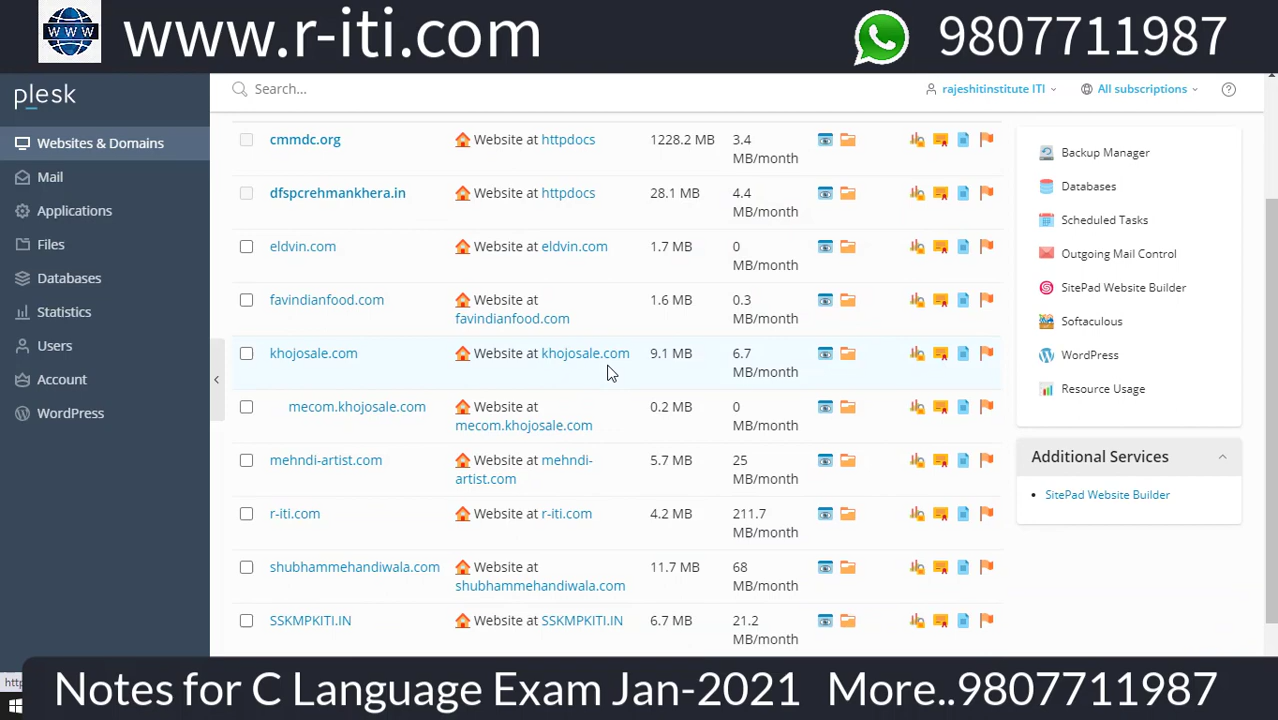 WWW
www.r-iti.com
9807711987
plesk
Search...
rajeshitinstitute ITI
All subscriptions
Websites & Domains
Mail
Applications
Files
Databases
Statistics
Users
Account
WordPress
cmmdc.org Website at httpdocs 1228.2 MB 3.4
MB/month
dfspcrehmankhera.in Website at httpdocs 28.1 MB 4.4
MB/month
eldvin.com Website at eldvin.com 1.7 MB 0
MB/month
favindianfood.com Website at 1.6 MB 0.3
favindianfood.com MB/month
khojosale.com Website at khojosale.com 9.1 MB 6.7
MB/month
mecom.khojosale.com Website at 0.2 MB 0
mecom.khojosale.com MB/month
mehndi-artist.com Website at mehndi- 5.7 MB 25
artist.com MB/month
r-iti.com Website at r-iti.com 4.2 MB 211.7
MB/month
shubhammehandiwala.com Website at 11.7 MB 68
shubhammehandiwala.com MB/month
SSKMPKITI.IN Website at SSKMPKITI.IN 6.7 MB 21.2
MB/month
Backup Manager
Databases
Scheduled Tasks
Outgoing Mail Control
SitePad Website Builder
Softaculous
WordPress
Resource Usage
Additional Services
SitePad Website Builder
Notes for C Language Exam Jan-2021 More..9807711987